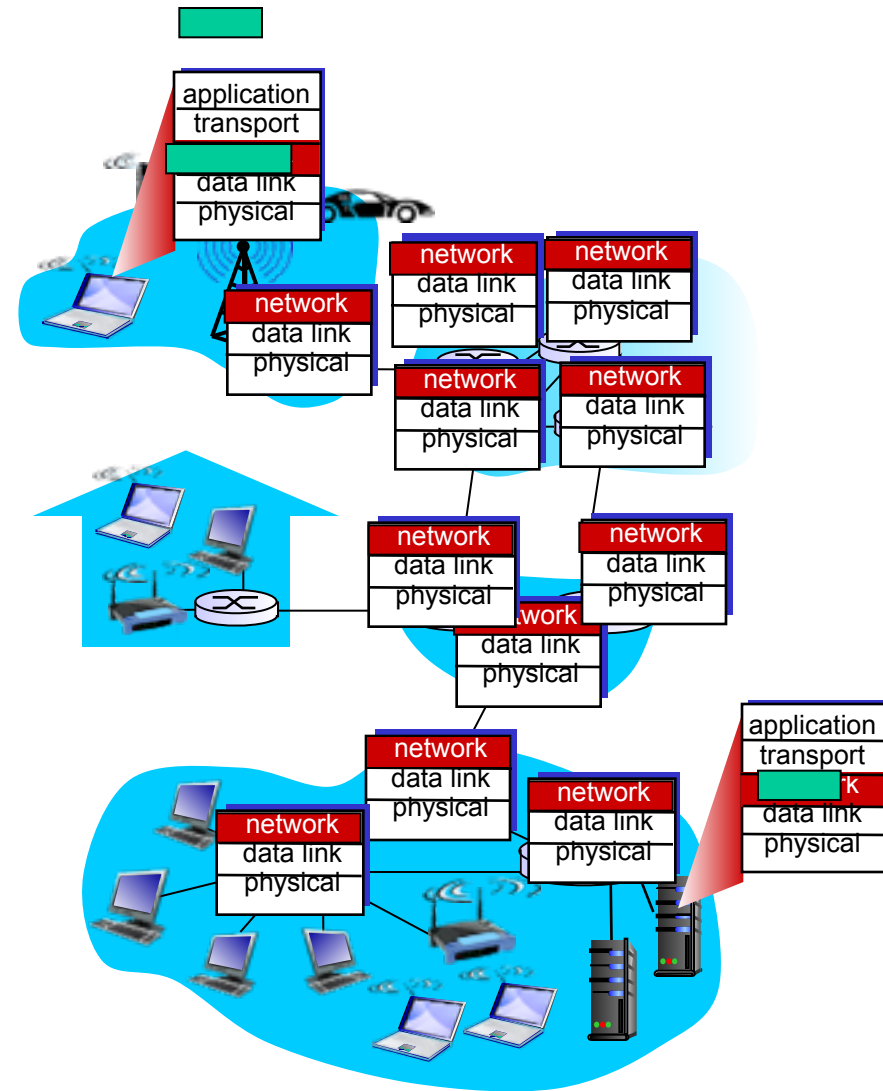 application
transport
data link
physical
network
data link
physical
network
data link
physical
network
data link
physical
network
data link
physical
network
data link
physical
network
data link
physical
network
data link
physical
data link
physical
application
transport
data link
physical
network
data link
physical
network
data link
physical
network
data link
physical